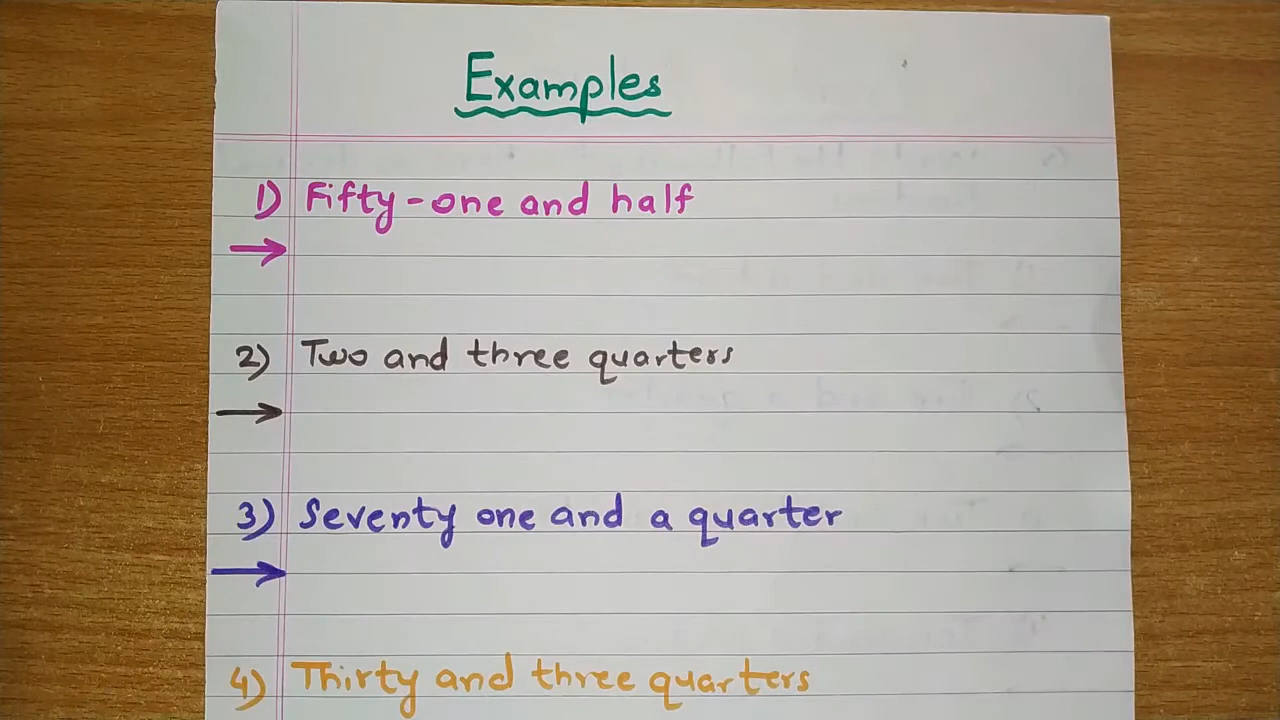 Examples
1) Fifty-one and half
→
2) Two and three quarters
→
3) Seventy one and a quarter
→
4) Thirty and three quarters